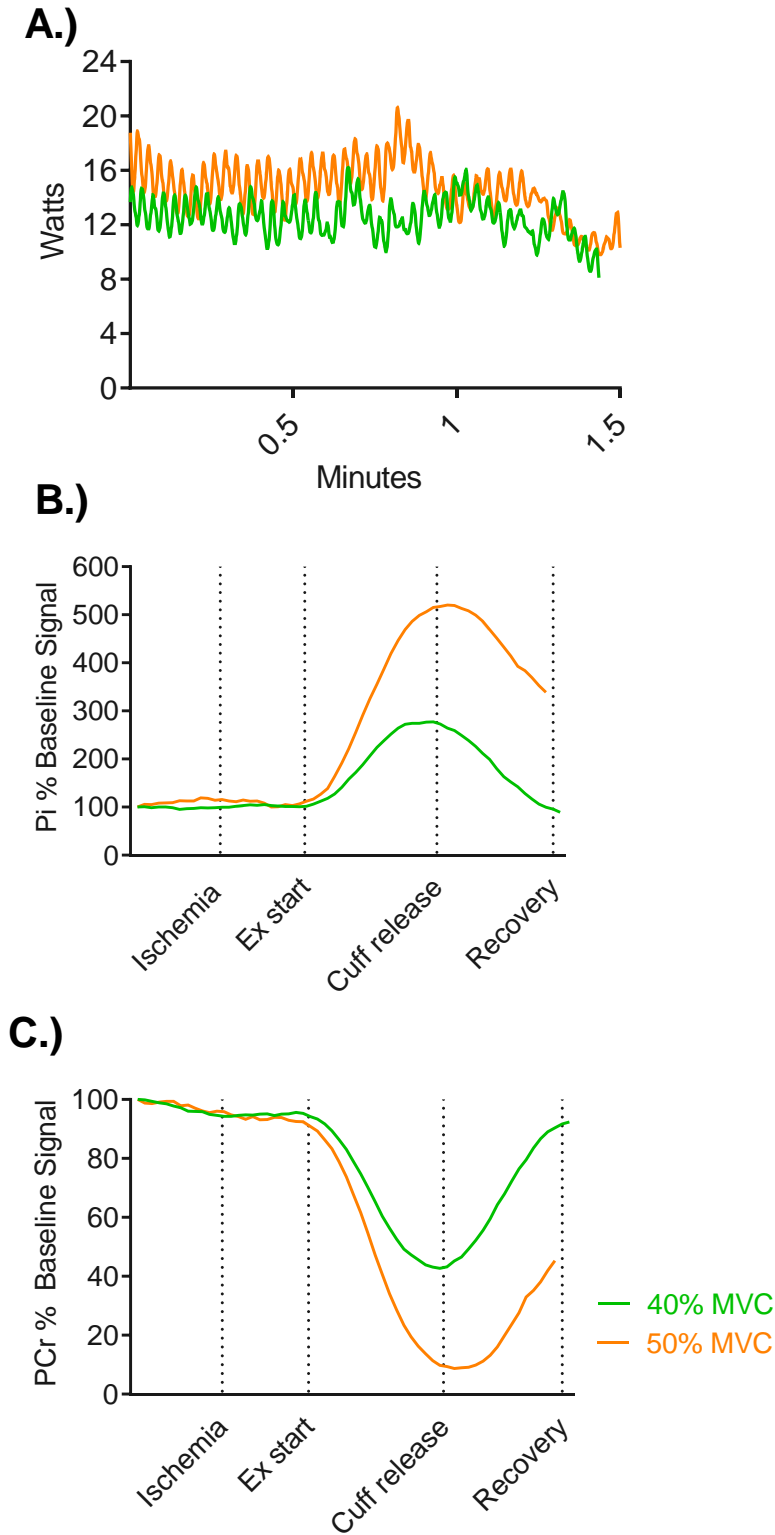 A.)
24
20
16
12
8
4
0
Watts
0.5
1
1.5
Minutes
B.)
600
500
400
300
200
100
0
Pi % Baseline Signal
Ischemia
Ex start
Cuff release
Recovery
C.)
100
80
60
40
20
0
PCr % Baseline Signal
Ischemia
Ex start
Cuff release
Recovery
40% MVC
50% MVC